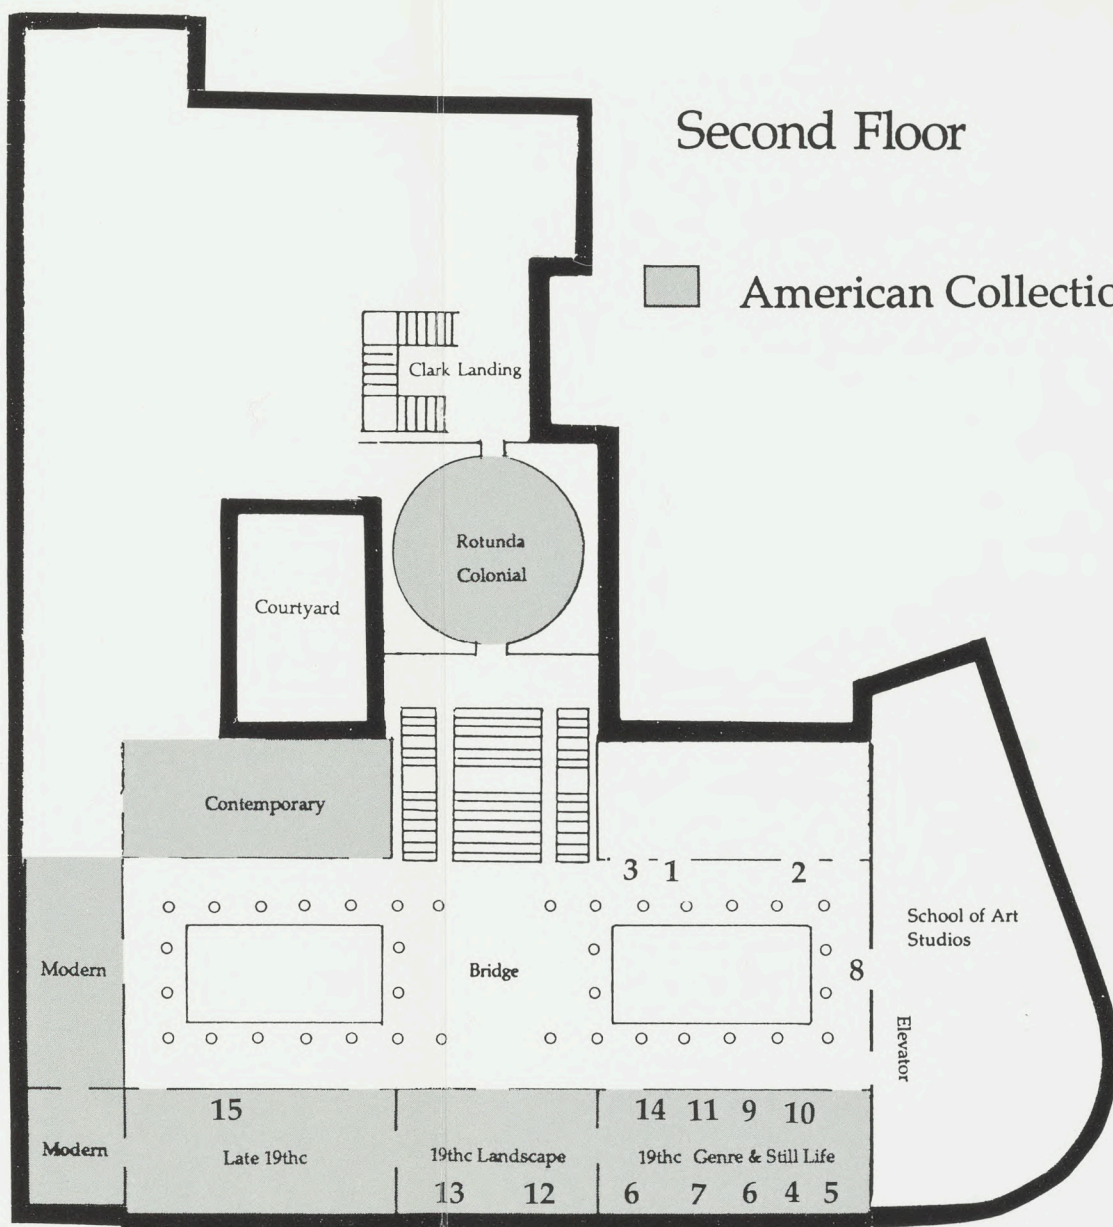 Second Floor
American Collectio
Clark Landing
Rotunda
Colonial
Courtyard
Contemporary
3 1 2
School of Art
Studios
Modern
Bridge
8
Elevator
15
14 11 9 10
Modern
Late 19thc
19thc Landscape
19thc Genre & Still Life
13 12
6 7 6 4 5